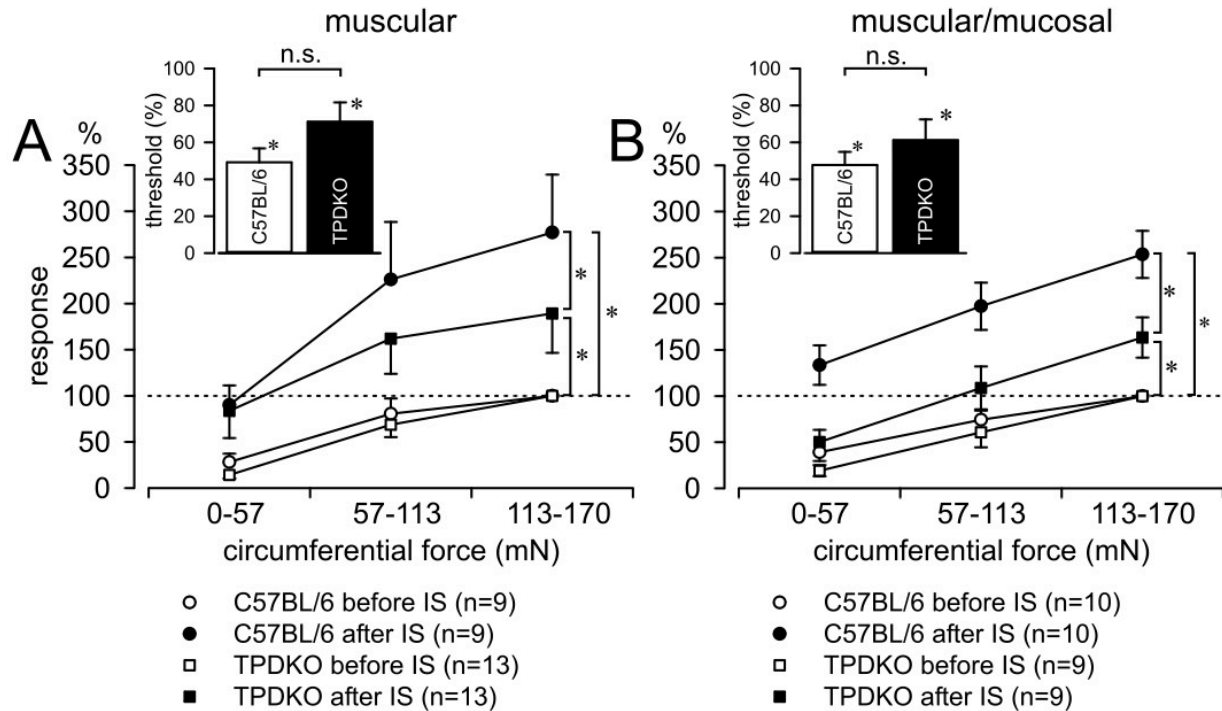 muscular
muscular/mucosal
A
%
350
300
250
200
150
100
50
0
response
threshold (%)
100
80
60
40
20
0
n.s.
*
*
C57BL/6
TPDKO
*
*
*
0-57
57-113
113-170
circumferential force (mN)
C57BL/6 before IS (n=9)
C57BL/6 after IS (n=9)
TPDKO before IS (n=13)
TPDKO after IS (n=13)
B
%
350
300
250
200
150
100
50
0
threshold (%)
100
80
60
40
20
0
n.s.
*
*
C57BL/6
TPDKO
*
*
*
0-57
57-113
113-170
circumferential force (mN)
C57BL/6 before IS (n=10)
C57BL/6 after IS (n=10)
TPDKO before IS (n=9)
TPDKO after IS (n=9)